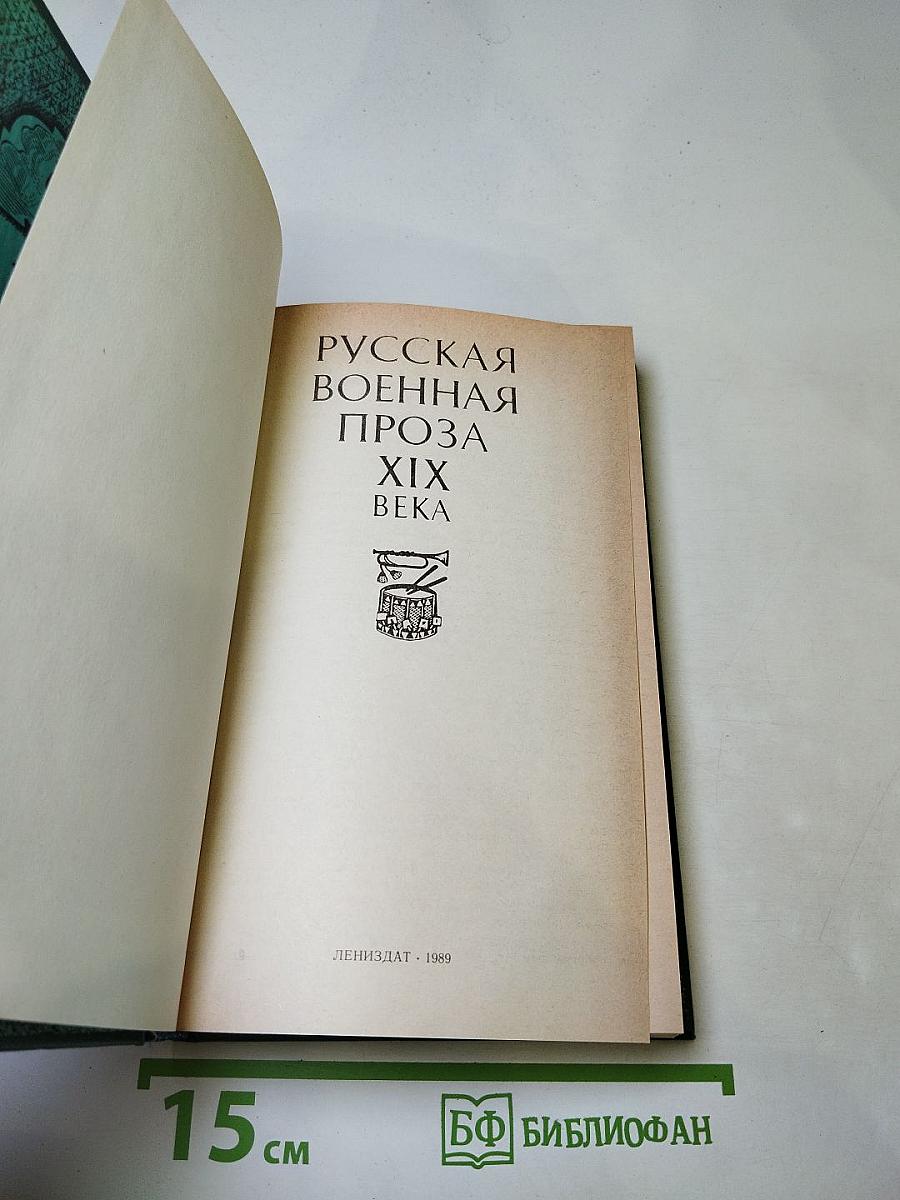 РУССКАЯ
ВОЕННАЯ
ПРОЗА
XIX
ВЕКА
ЛЕНИЗДАТ · 1989
15 см
БФ БИБЛИОФАН